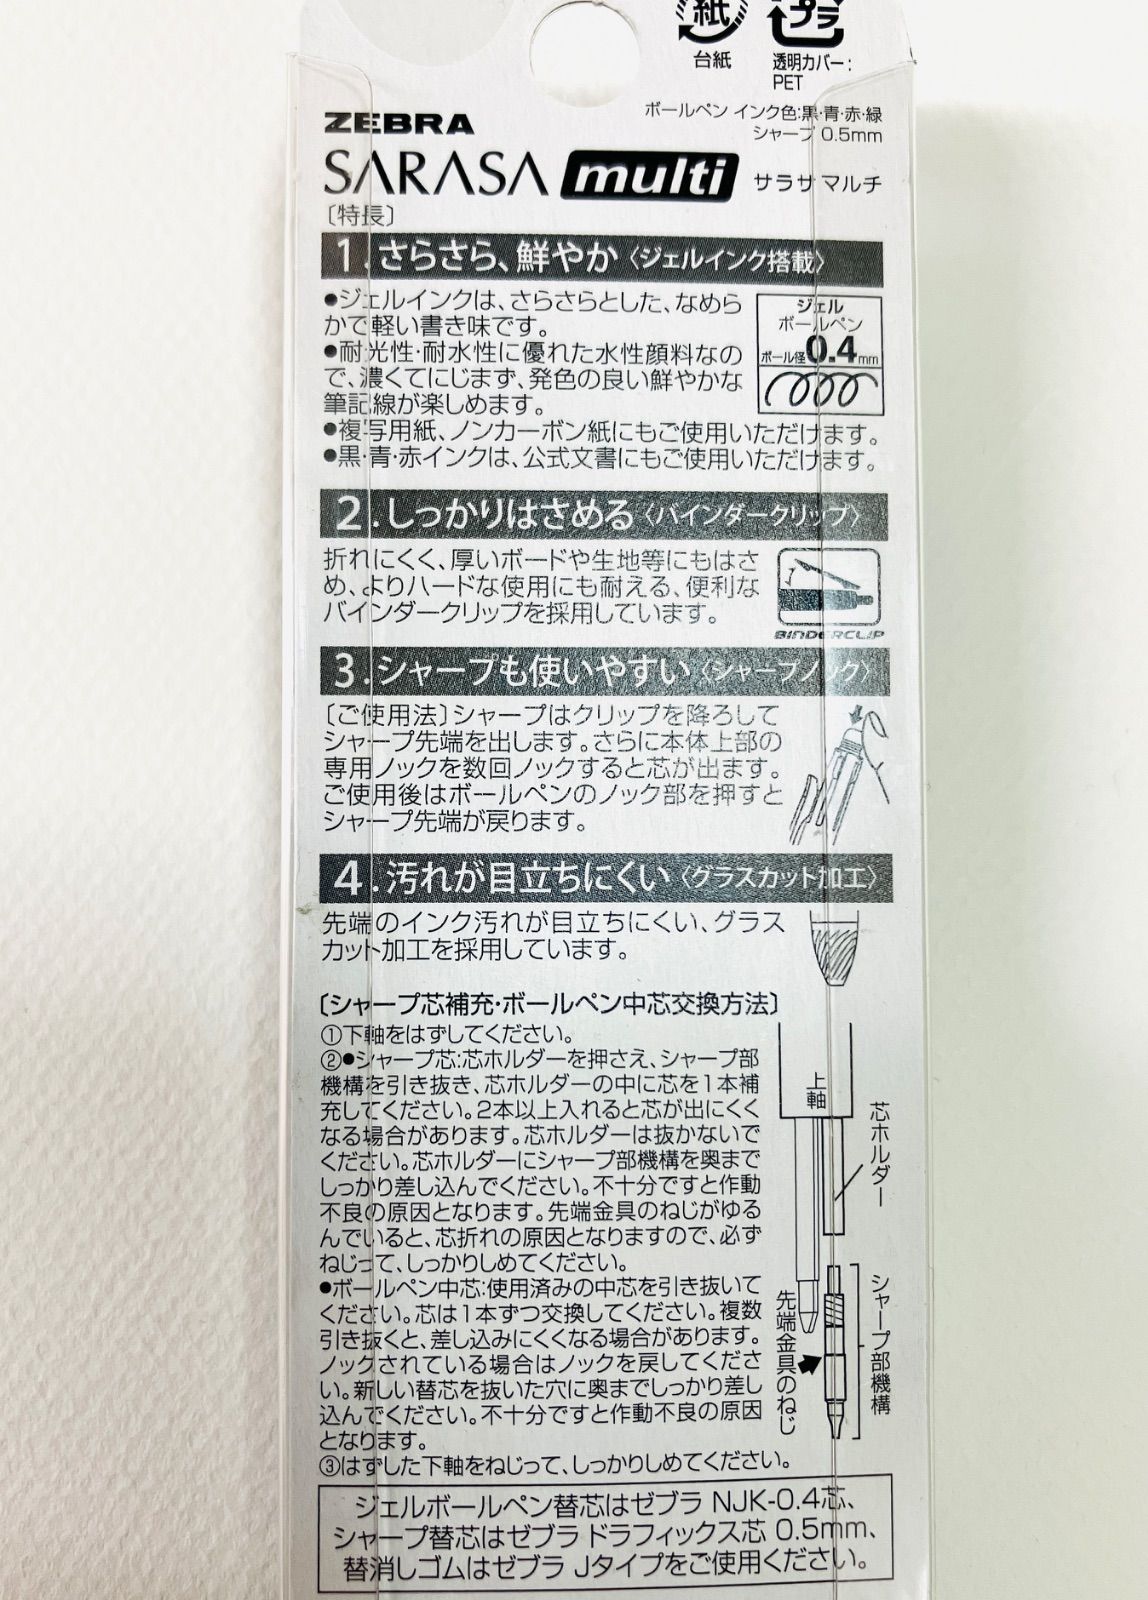 紙
プラ
台紙
透明カバー:
PET
ボールペン インク色:黒・青・赤・緑
シャープ 0.5mm
ZEBRA
SARASA multi サラサ マルチ
〔特長〕
1.さらさら、鮮やか〈ジェルインク搭載〉
●ジェルインクは、さらさらとした、なめら
かで軽い書き味です。
●耐光性・耐水性に優れた水性顔料なの
で、濃くてにじまず、発色の良い鮮やかな
筆記線が楽しめます。
●複写用紙、ノンカーボン紙にもご使用いただけます。
●黒・青・赤インクは、公式文書にもご使用いただけます。
ジェル
ボールペン
ボール径0.4mm
2.しっかりはさめる〈バインダークリップ〉
折れにくく、厚いボードや生地等にもはさ
め、よりハードな使用にも耐える、便利な
バインダークリップを採用しています。
BINDERCLIP
3.シャープも使いやすい〈シャープノック〉
〔ご使用法〕シャープはクリップを降ろして
シャープ先端を出します。さらに本体上部の
専用ノックを数回ノックすると芯が出ます。
ご使用後はボールペンのノック部を押すと
シャープ先端が戻ります。
4.汚れが目立ちにくい〈グラスカット加工〉
先端のインク汚れが目立ちにくい、グラス
カット加工を採用しています。
〔シャープ芯補充・ボールペン中芯交換方法〕
①下軸をはずしてください。
②●シャープ芯:芯ホルダーを押さえ、シャープ部
機構を引き抜き、芯ホルダーの中に芯を1本補
充してください。2本以上入れると芯が出にくく
なる場合があります。芯ホルダーは抜かないで
ください。芯ホルダーにシャープ部機構を奥まで
しっかり差し込んでください。不十分ですと作動
不良の原因となります。先端金具のねじがゆる
んでいると、芯折れの原因となりますので、必ず
ねじって、しっかりしめてください。
●ボールペン中芯:使用済みの中芯を引き抜いて
ください。芯は1本ずつ交換してください。複数
引き抜くと、差し込みにくくなる場合があります。
ノックされている場合はノックを戻してくださ
い。新しい替芯を抜いた穴に奥までしっかり差し
込んでください。不十分ですと作動不良の原因
となります。
③はずした下軸をねじって、しっかりしめてください。
上軸
芯ホルダー
シャープ部機構
先端金具のねじ
ジェルボールペン替芯はゼブラ NJK-0.4芯、
シャープ替芯はゼブラ ドラフィックス芯 0.5mm、
替消しゴムはゼブラ Jタイプをご使用ください。